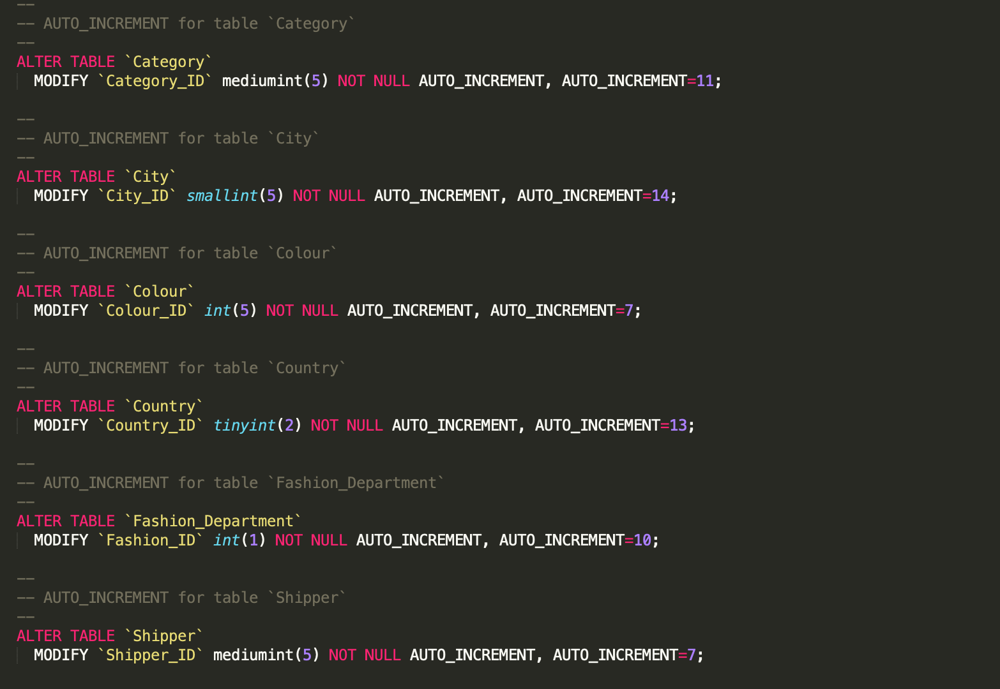 --
-- AUTO_INCREMENT for table `Category`
--
ALTER TABLE `Category`
  MODIFY `Category_ID` mediumint(5) NOT NULL AUTO_INCREMENT, AUTO_INCREMENT=11;

--
-- AUTO_INCREMENT for table `City`
--
ALTER TABLE `City`
  MODIFY `City_ID` smallint(5) NOT NULL AUTO_INCREMENT, AUTO_INCREMENT=14;

--
-- AUTO_INCREMENT for table `Colour`
--
ALTER TABLE `Colour`
  MODIFY `Colour_ID` int(5) NOT NULL AUTO_INCREMENT, AUTO_INCREMENT=7;

--
-- AUTO_INCREMENT for table `Country`
--
ALTER TABLE `Country`
  MODIFY `Country_ID` tinyint(2) NOT NULL AUTO_INCREMENT, AUTO_INCREMENT=13;

--
-- AUTO_INCREMENT for table `Fashion_Department`
--
ALTER TABLE `Fashion_Department`
  MODIFY `Fashion_ID` int(1) NOT NULL AUTO_INCREMENT, AUTO_INCREMENT=10;

--
-- AUTO_INCREMENT for table `Shipper`
--
ALTER TABLE `Shipper`
  MODIFY `Shipper_ID` mediumint(5) NOT NULL AUTO_INCREMENT, AUTO_INCREMENT=7;